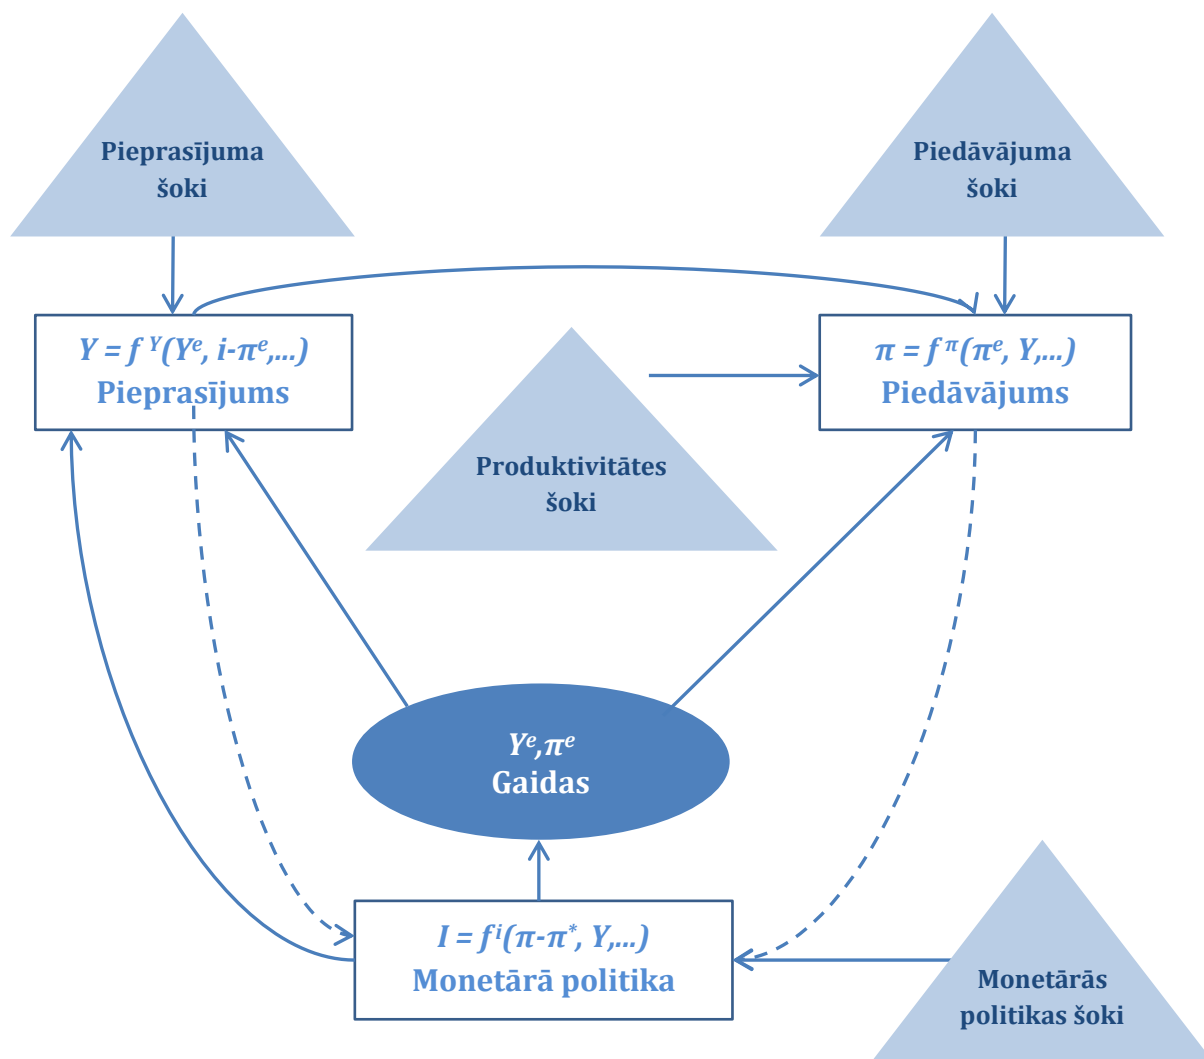 Pieprasījuma
šoki
Piedāvājuma
šoki
Y = f Y(Yᵉ, i-πᵉ,...)
Pieprasījums
π = f π(πᵉ, Y,...)
Piedāvājums
Produktivitātes
šoki
Yᵉ,πᵉ
Gaidas
I = f i(π-π*, Y,...)
Monetārā politika
Monetārās
politikas šoki